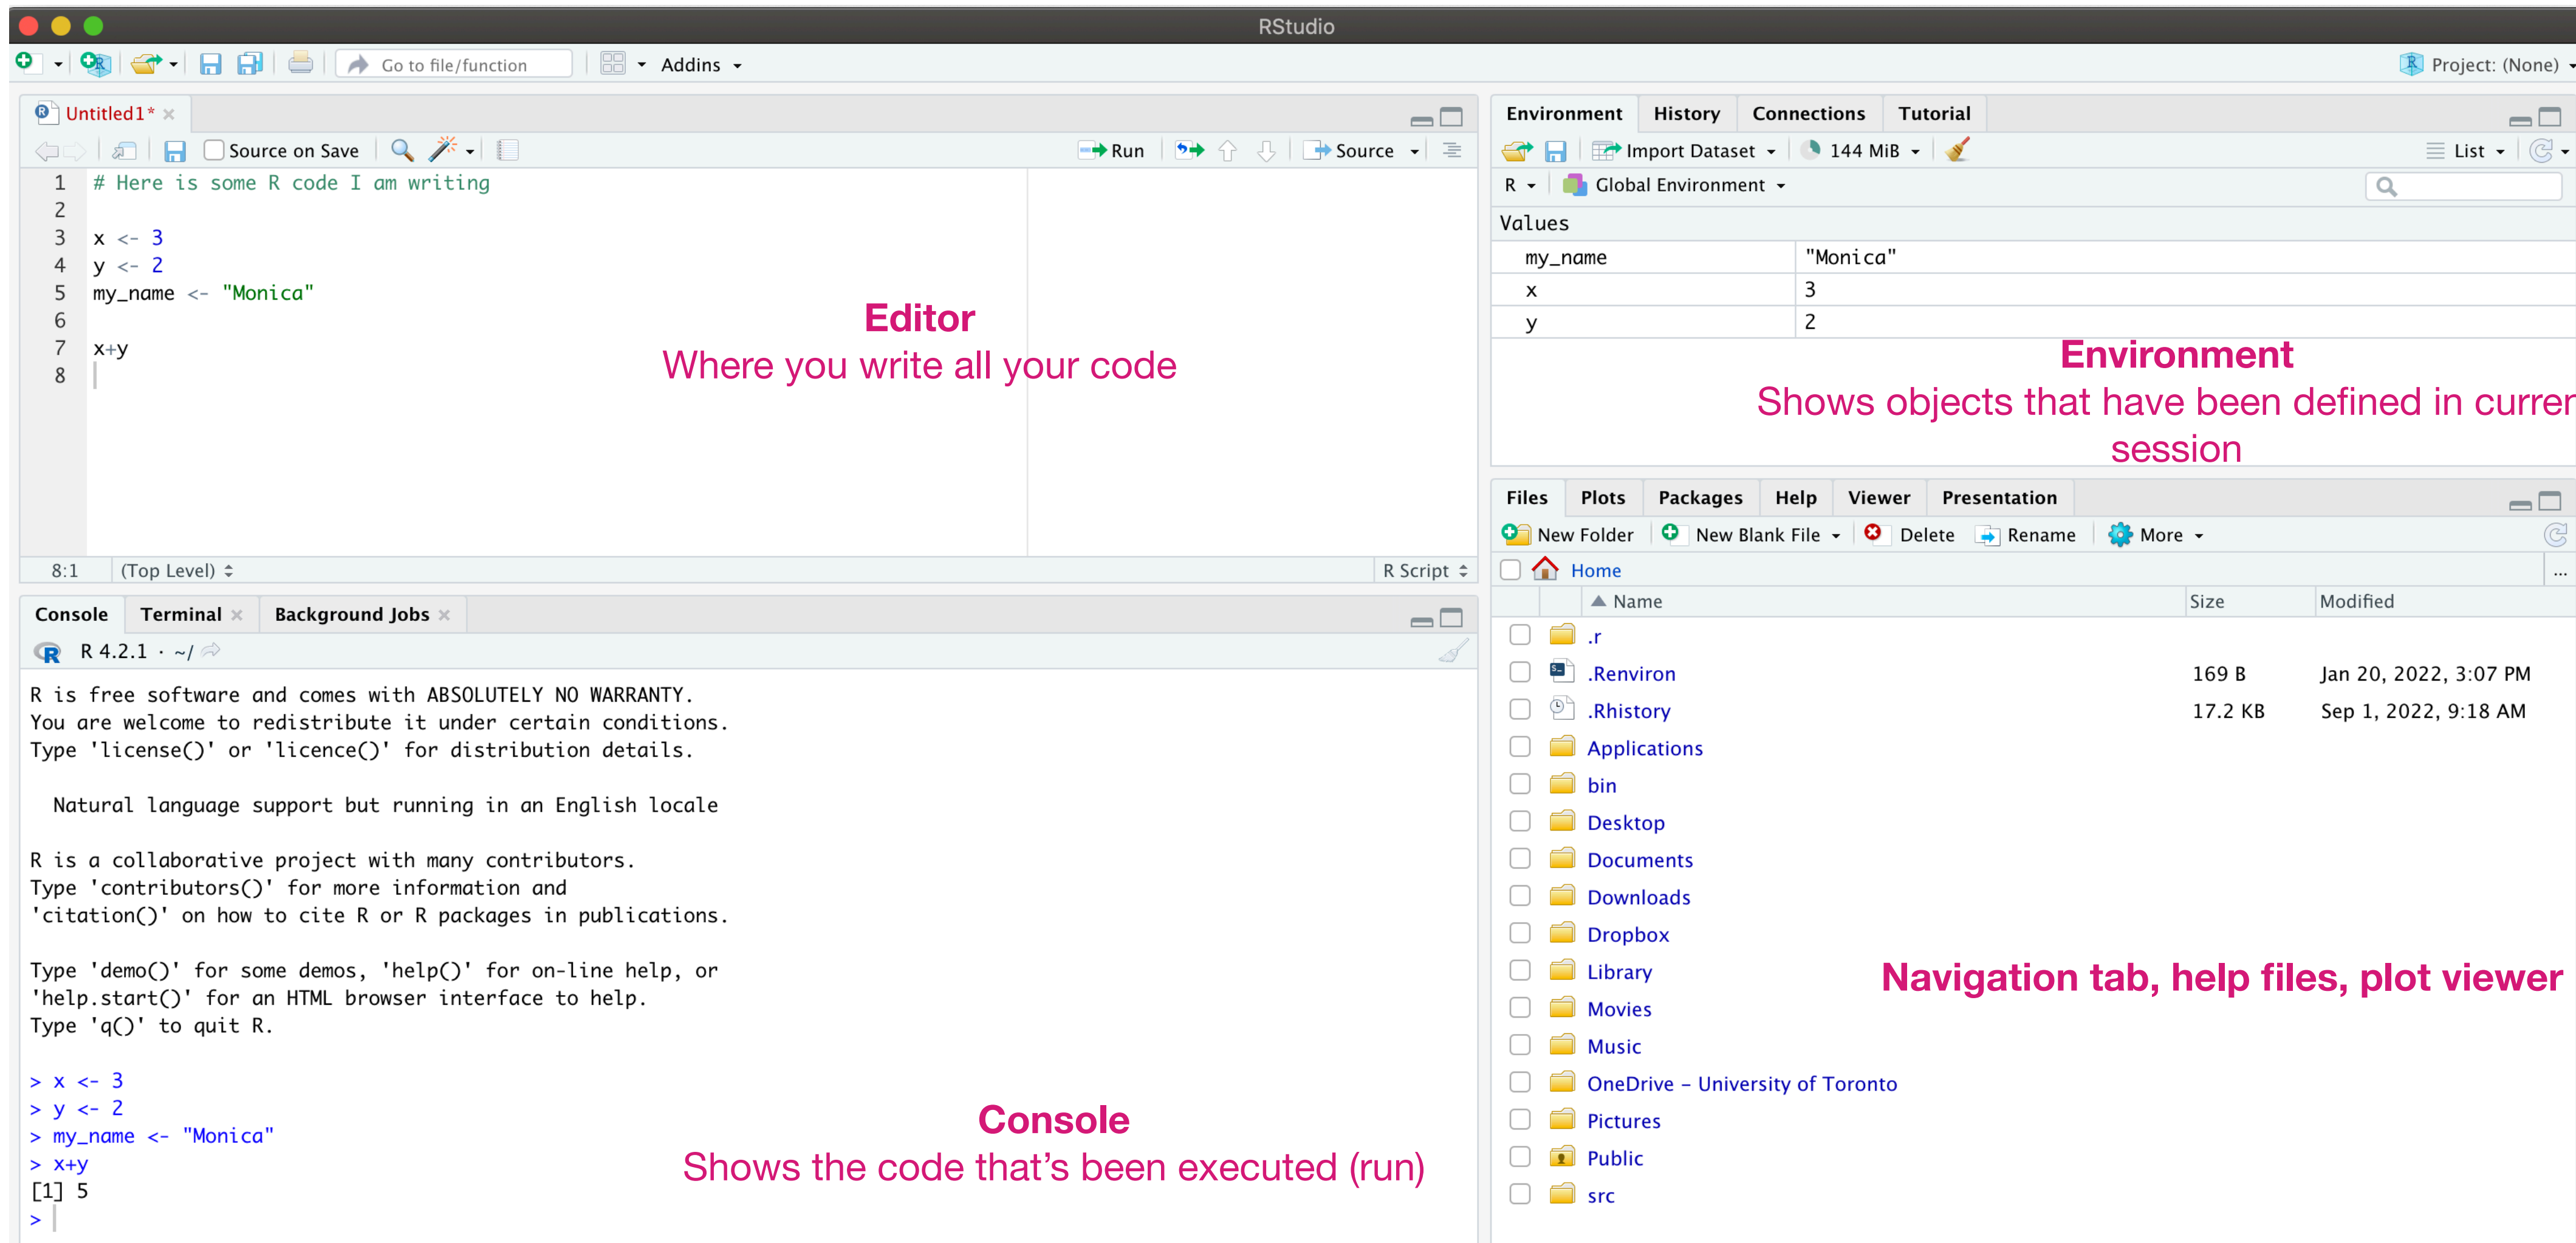 RStudio
Go to file/function Addins Project: (None)
Untitled1*
Source on Save Run Source
1 # Here is some R code I am writing
2
3 x <- 3
4 y <- 2
5 my_name <- "Monica"
6
7 x+y
8
Editor
Where you write all your code
8:1 (Top Level) R Script
Console Terminal Background Jobs
R 4.2.1 · ~/
R is free software and comes with ABSOLUTELY NO WARRANTY.
You are welcome to redistribute it under certain conditions.
Type 'license()' or 'licence()' for distribution details.
Natural language support but running in an English locale
R is a collaborative project with many contributors.
Type 'contributors()' for more information and
'citation()' on how to cite R or R packages in publications.
Type 'demo()' for some demos, 'help()' for on-line help, or
'help.start()' for an HTML browser interface to help.
Type 'q()' to quit R.
> x <- 3
> y <- 2
> my_name <- "Monica"
> x+y
[1] 5
>
Console
Shows the code that's been executed (run)
Environment History Connections Tutorial
Import Dataset 144 MiB List
R Global Environment
Values
my_name "Monica"
x 3
y 2
Environment
Shows objects that have been defined in curren
session
Files Plots Packages Help Viewer Presentation
New Folder New Blank File Delete Rename More
Home ...
Name Size Modified
.r
.Renviron 169 B Jan 20, 2022, 3:07 PM
.Rhistory 17.2 KB Sep 1, 2022, 9:18 AM
Applications
bin
Desktop
Documents
Downloads
Dropbox
Library
Movies
Music
OneDrive – University of Toronto
Pictures
Public
src
Navigation tab, help files, plot viewer